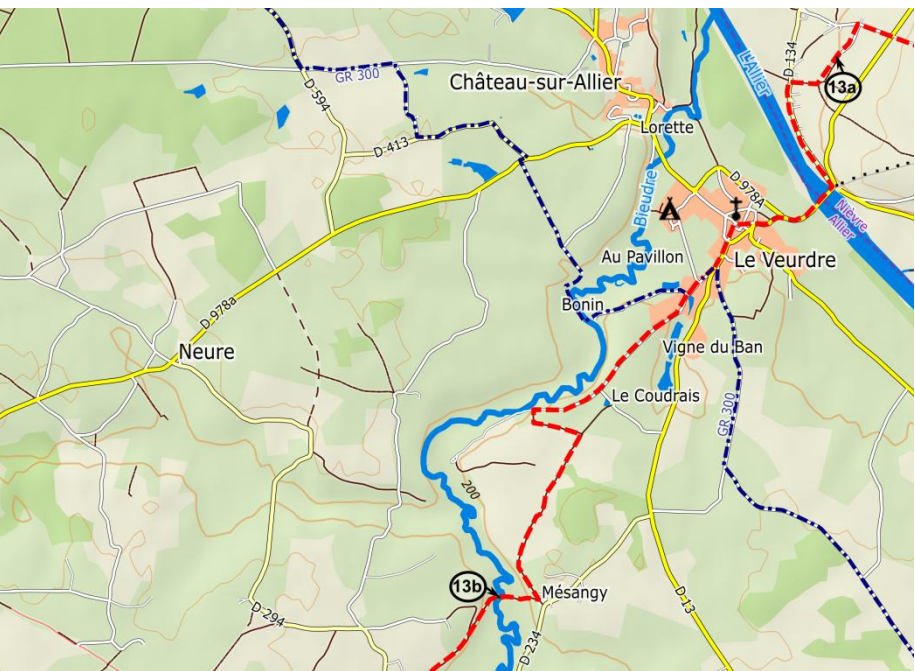 L'Allier
D 134
13a
GR 300
D 594
Château-sur-Allier
Lorette
D 413
Bieudre
D-978A
Nièvre
Allier
Au Pavillon
Le Veurdre
Bonin
D-978a
Neure
Vigne du Ban
Le Coudrais
GR 300
200
13b
Mésangy
D 13
D-294
D-234